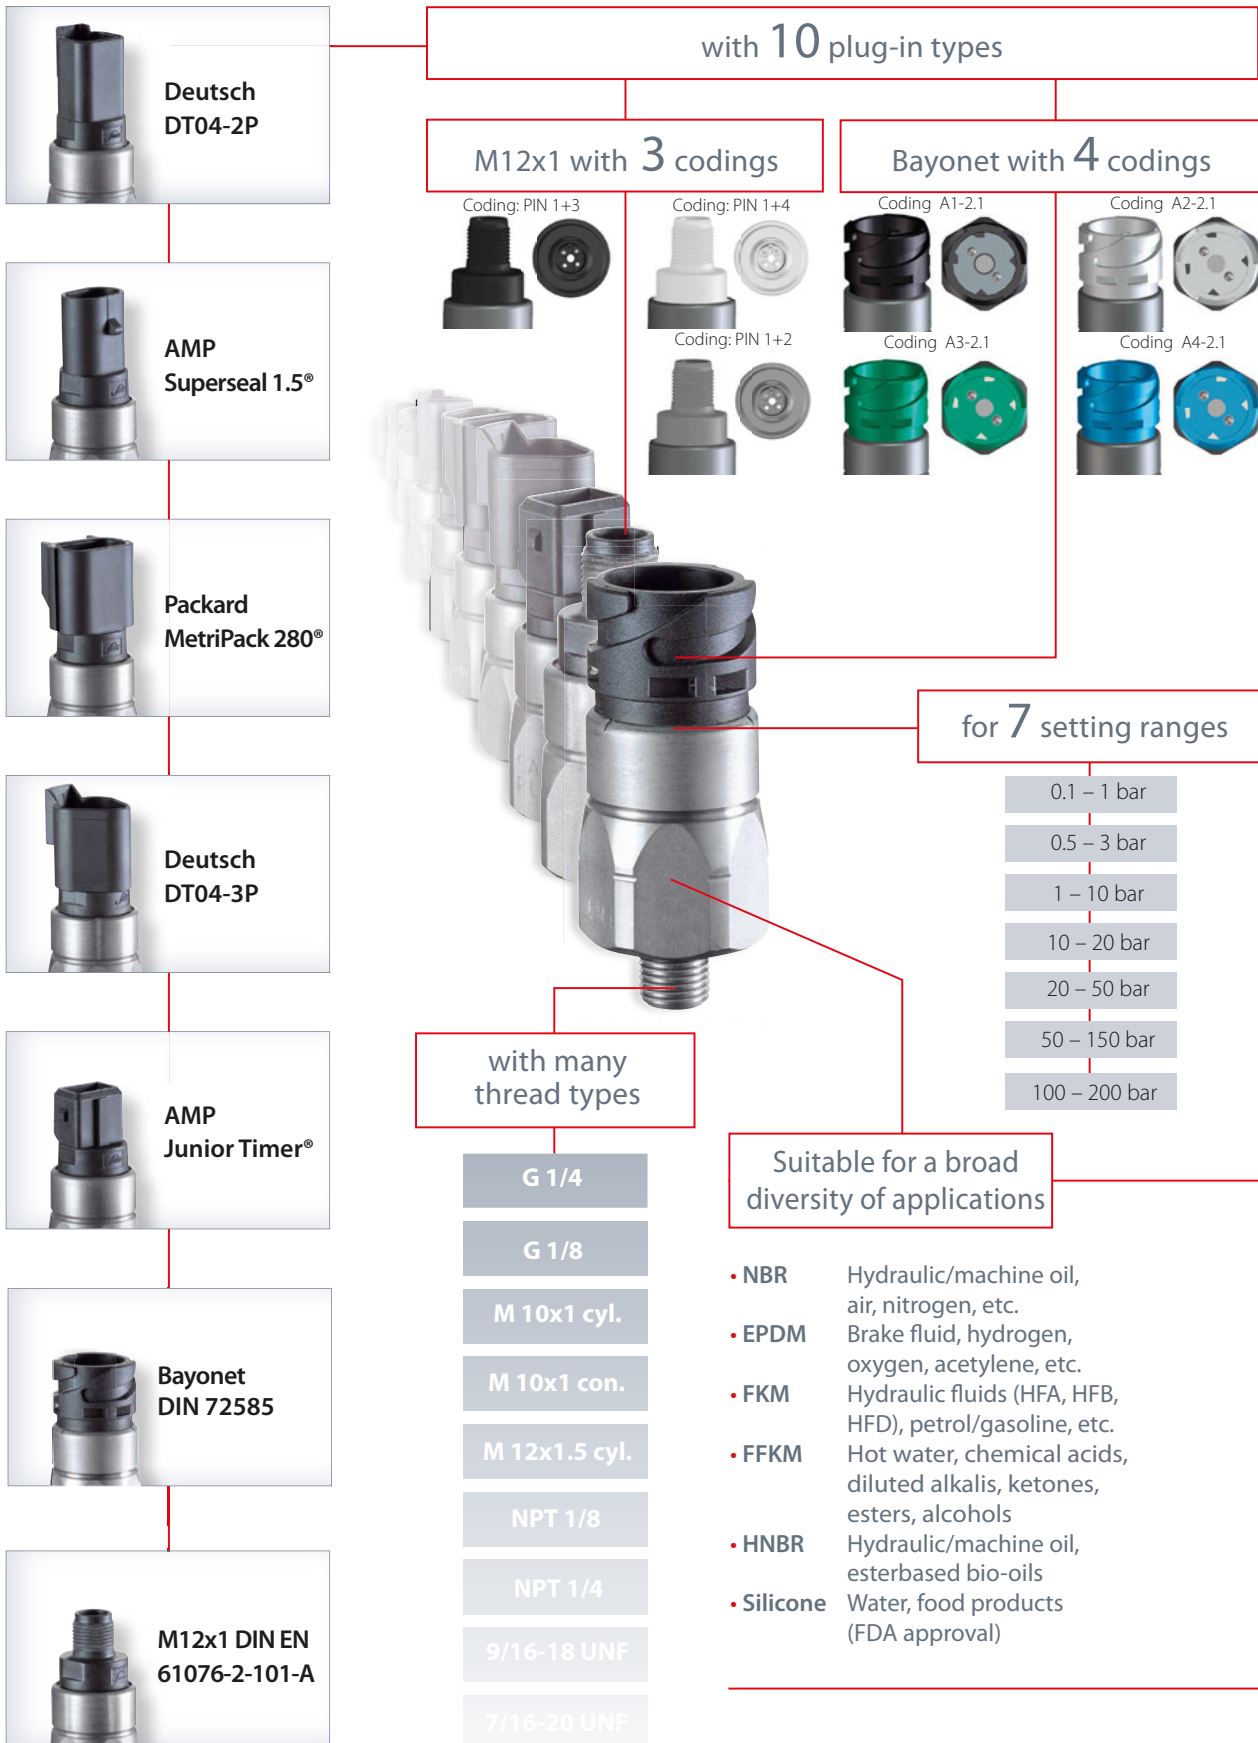 Deutsch
DT04-2P
AMP
Superseal 1.5®
Packard
MetriPack 280®
Deutsch
DT04-3P
AMP
Junior Timer®
Bayonet
DIN 72585
M12x1 DIN EN
61076-2-101-A
with 10 plug-in types
M12x1 with 3 codings
Coding: PIN 1+3
Coding: PIN 1+4
Coding: PIN 1+2
Bayonet with 4 codings
Coding A1-2.1
Coding A2-2.1
Coding A3-2.1
Coding A4-2.1
for 7 setting ranges
0.1 – 1 bar
0.5 – 3 bar
1 – 10 bar
10 – 20 bar
20 – 50 bar
50 – 150 bar
100 – 200 bar
with many
thread types
G 1/4
G 1/8
M 10x1 cyl.
M 10x1 con.
M 12x1.5 cyl.
NPT 1/8
NPT 1/4
9/16-18 UNF
7/16-20 UNF
Suitable for a broad
diversity of applications
• NBR Hydraulic/machine oil,
air, nitrogen, etc.
• EPDM Brake fluid, hydrogen,
oxygen, acetylene, etc.
• FKM Hydraulic fluids (HFA, HFB,
HFD), petrol/gasoline, etc.
• FFKM Hot water, chemical acids,
diluted alkalis, ketones,
esters, alcohols
• HNBR Hydraulic/machine oil,
esterbased bio-oils
• Silicone Water, food products
(FDA approval)